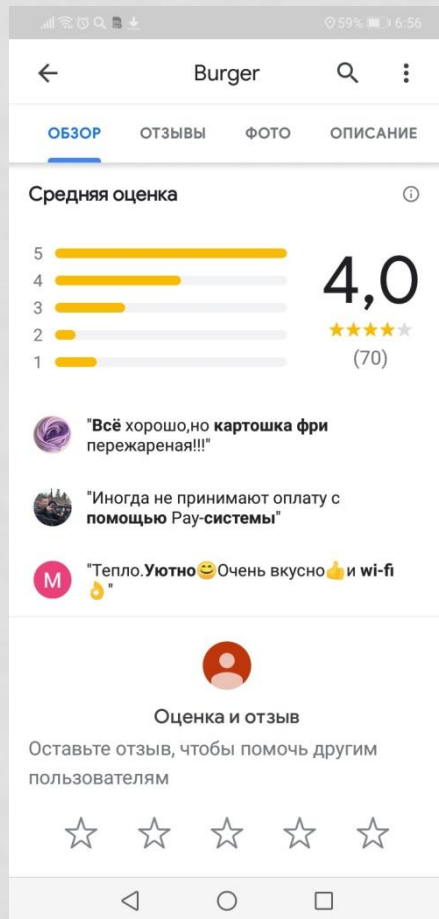 59% 6:56
Burger
ОБЗОР ОТЗЫВЫ ФОТО ОПИСАНИЕ
Средняя оценка
5
4
3
2
1
4,0
(70)
"Всё хорошо,но картошка фри
пережареная!!!"
"Иногда не принимают оплату с
помощью Pay-системы"
M
"Тепло.Уютно😊Очень вкусно👍и wi-fi
👌"
Оценка и отзыв
Оставьте отзыв, чтобы помочь другим
пользователям